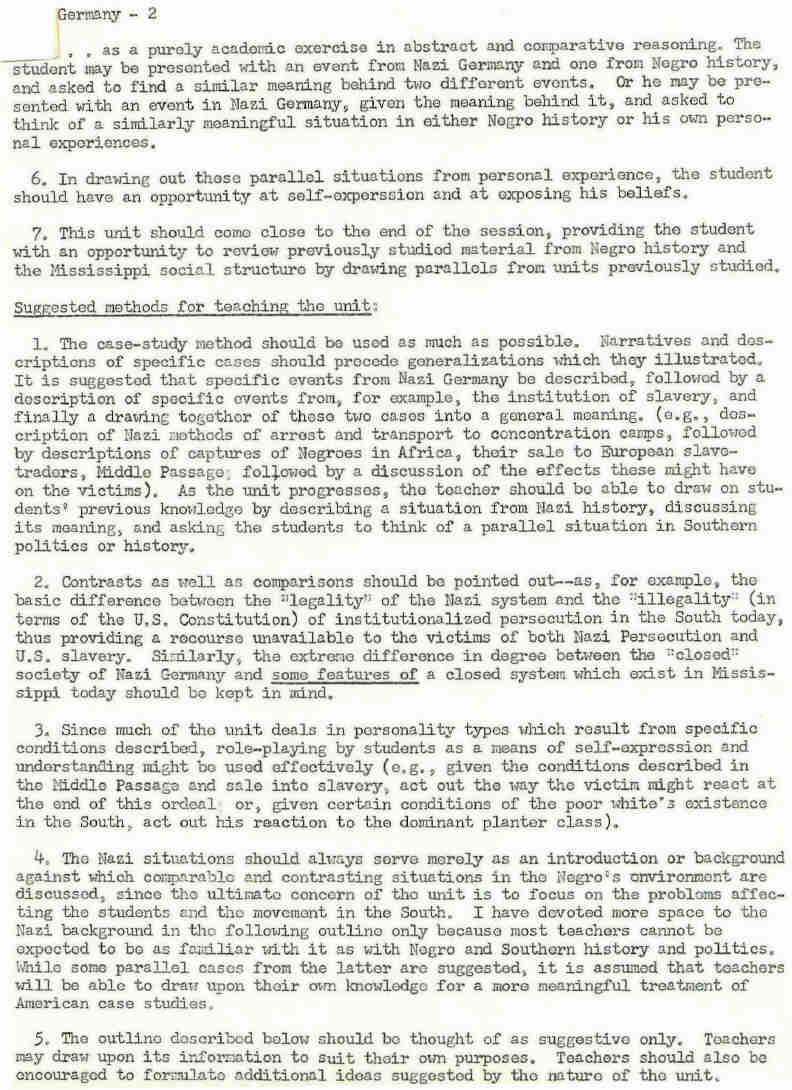 Germany - 2
. . as a purely academic exercise in abstract and comparative reasoning. The
student may be presented with an event from Nazi Germany and one from Negro history,
and asked to find a similar meaning behind two different events. Or he may be pre-
sented with an event in Nazi Germany, given the meaning behind it, and asked to
think of a similarly meaningful situation in either Negro history or his own perso-
nal experiences.
6. In drawing out these parallel situations from personal experience, the student
should have an opportunity at self-experssion and at exposing his beliefs.
7. This unit should come close to the end of the session, providing the student
with an opportunity to review previously studied material from Negro history and
the Mississippi social structure by drawing parallels from units previously studied.
Suggested methods for teaching the unit:
1. The case-study method should be used as much as possible. Narratives and des-
criptions of specific cases should precede generalizations which they illustrated.
It is suggested that specific events from Nazi Germany be described, followed by a
description of specific events from, for example, the institution of slavery, and
finally a drawing together of these two cases into a general meaning. (e.g., des-
cription of Nazi methods of arrest and transport to concentration camps, followed
by descriptions of captures of Negroes in Africa, their sale to European slave-
traders, Middle Passage; followed by a discussion of the effects these might have
on the victims). As the unit progresses, the teacher should be able to draw on stu-
dents' previous knowledge by describing a situation from Nazi history, discussing
its meaning, and asking the students to think of a parallel situation in Southern
politics or history.
2. Contrasts as well as comparisons should be pointed out--as, for example, the
basic difference between the "legality" of the Nazi system and the "illegality" (in
terms of the U.S. Constitution) of institutionalized persecution in the South today,
thus providing a recourse unavailable to the victims of both Nazi Persecution and
U.S. slavery. Similarly, the extreme difference in degree between the "closed"
society of Nazi Germany and some features of a closed system which exist in Missis-
sippi today should be kept in mind.
3. Since much of the unit deals in personality types which result from specific
conditions described, role-playing by students as a means of self-expression and
understanding might be used effectively (e.g., given the conditions described in
the Middle Passage and sale into slavery, act out the way the victim might react at
the end of this ordeal; or, given certain conditions of the poor white's existence
in the South, act out his reaction to the dominant planter class).
4. The Nazi situations should always serve merely as an introduction or background
against which comparable and contrasting situations in the Negro's environment are
discussed, since the ultimate concern of the unit is to focus on the problems affec-
ting the students and the movement in the South. I have devoted more space to the
Nazi background in the following outline only because most teachers cannot be
expected to be as familiar with it as with Negro and Southern history and politics.
While some parallel cases from the latter are suggested, it is assumed that teachers
will be able to draw upon their own knowledge for a more meaningful treatment of
American case studies.
5. The outline described below should be thought of as suggestive only. Teachers
may draw upon its information to suit their own purposes. Teachers should also be
encouraged to formulate additional ideas suggested by the nature of the unit.